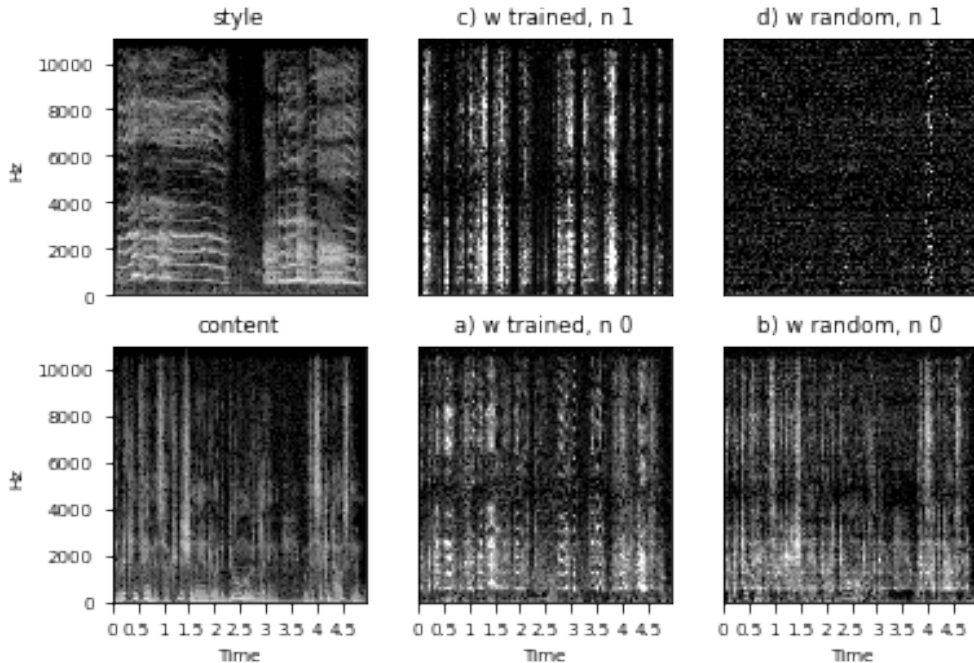 style
c) w trained, n 1
d) w random, n 1
10000
8000
6000
4000
2000
0
Hz
content
a) w trained, n 0
b) w random, n 0
10000
8000
6000
4000
2000
0
Hz
0 0.5 1 1.5 2 2.5 3 3.5 4 4.5
0 0.5 1 1.5 2 2.5 3 3.5 4 4.5
0 0.5 1 1.5 2 2.5 3 3.5 4 4.5
Time
Time
Time